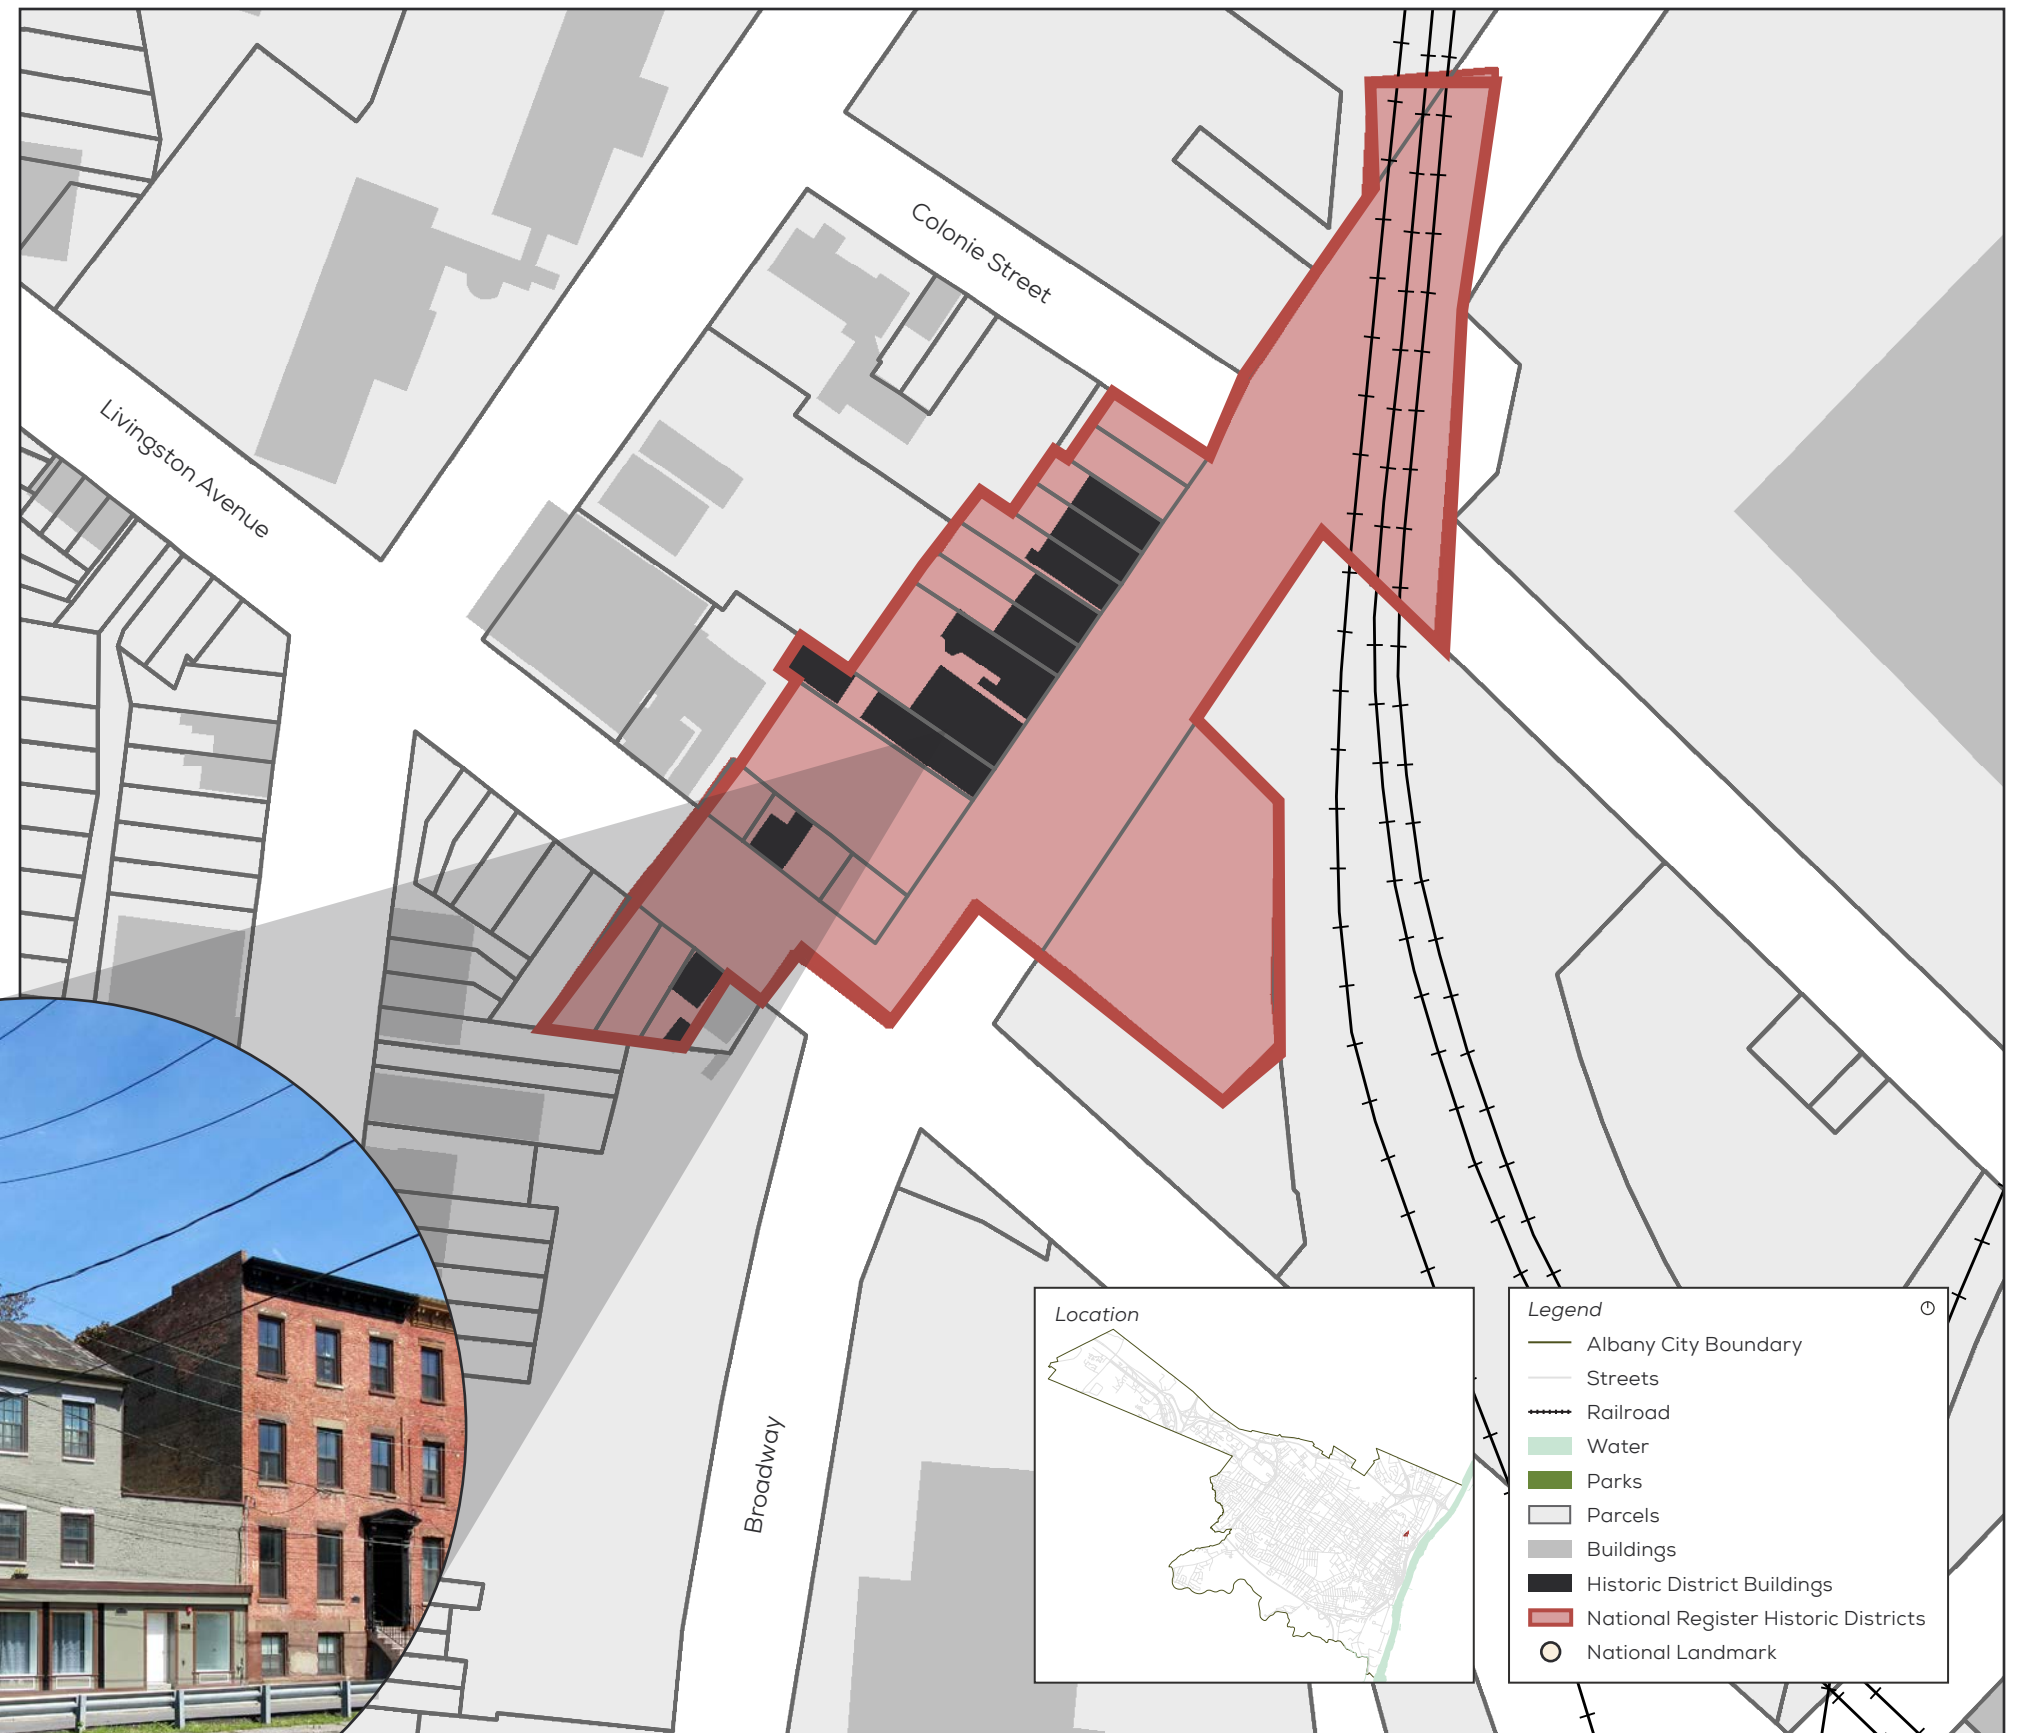 Colonie Street
Livingston Avenue
Broadway
Location
Legend
Albany City Boundary
Streets
Railroad
Water
Parks
Parcels
Buildings
Historic District Buildings
National Register Historic Districts
National Landmark